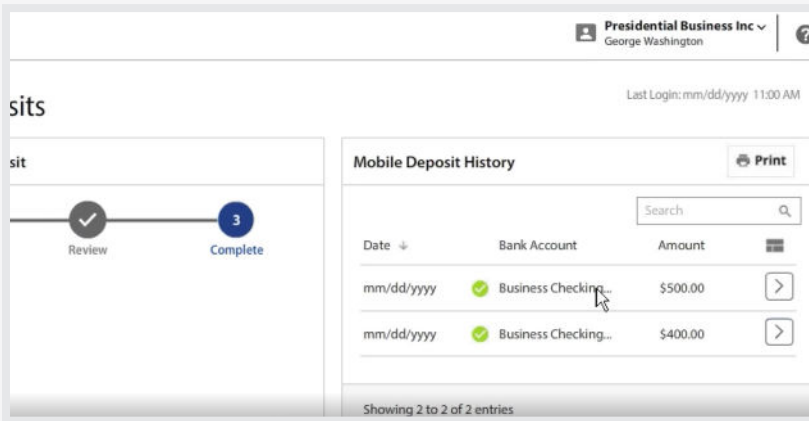 Presidential Business Inc
George Washington
Last Login: mm/dd/yyyy 11:00 AM
sits
sit
Review
3
Complete
Mobile Deposit History
Print
Search
Date
Bank Account
Amount
mm/dd/yyyy
Business Checking...
$500.00
mm/dd/yyyy
Business Checking...
$400.00
Showing 2 to 2 of 2 entries